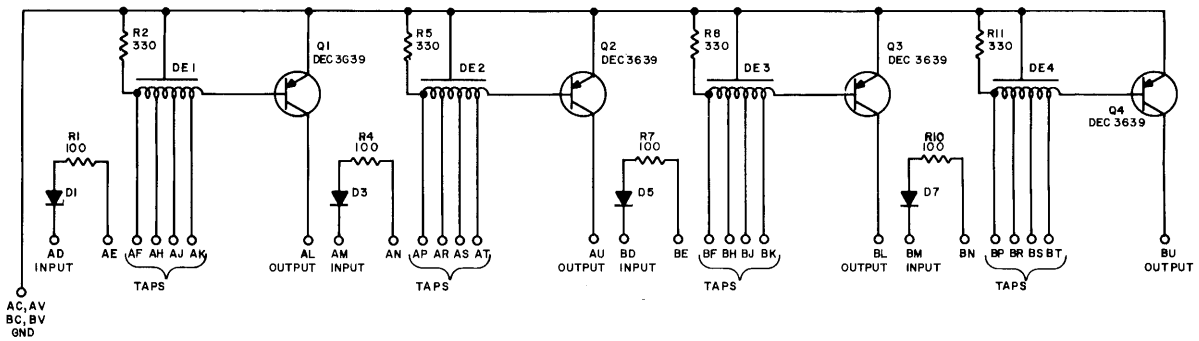 R2
330
DE1
Q1
DEC3639
R1
100
D1
AD
INPUT
AE
AF
AH
AJ
AK
TAPS
AL
OUTPUT
R5
330
DE2
Q2
DEC3639
R4
100
D3
AM
INPUT
AN
AP
AR
AS
AT
TAPS
AU
OUTPUT
R8
330
DE3
Q3
DEC 3639
R7
100
D5
BD
INPUT
BE
BF
BH
BJ
BK
TAPS
BL
OUTPUT
R11
330
DE4
Q4
DEC 3639
R10
100
D7
BM
INPUT
BN
BP
BR
BS
BT
TAPS
BU
OUTPUT
AC, AV
BC, BV
GND